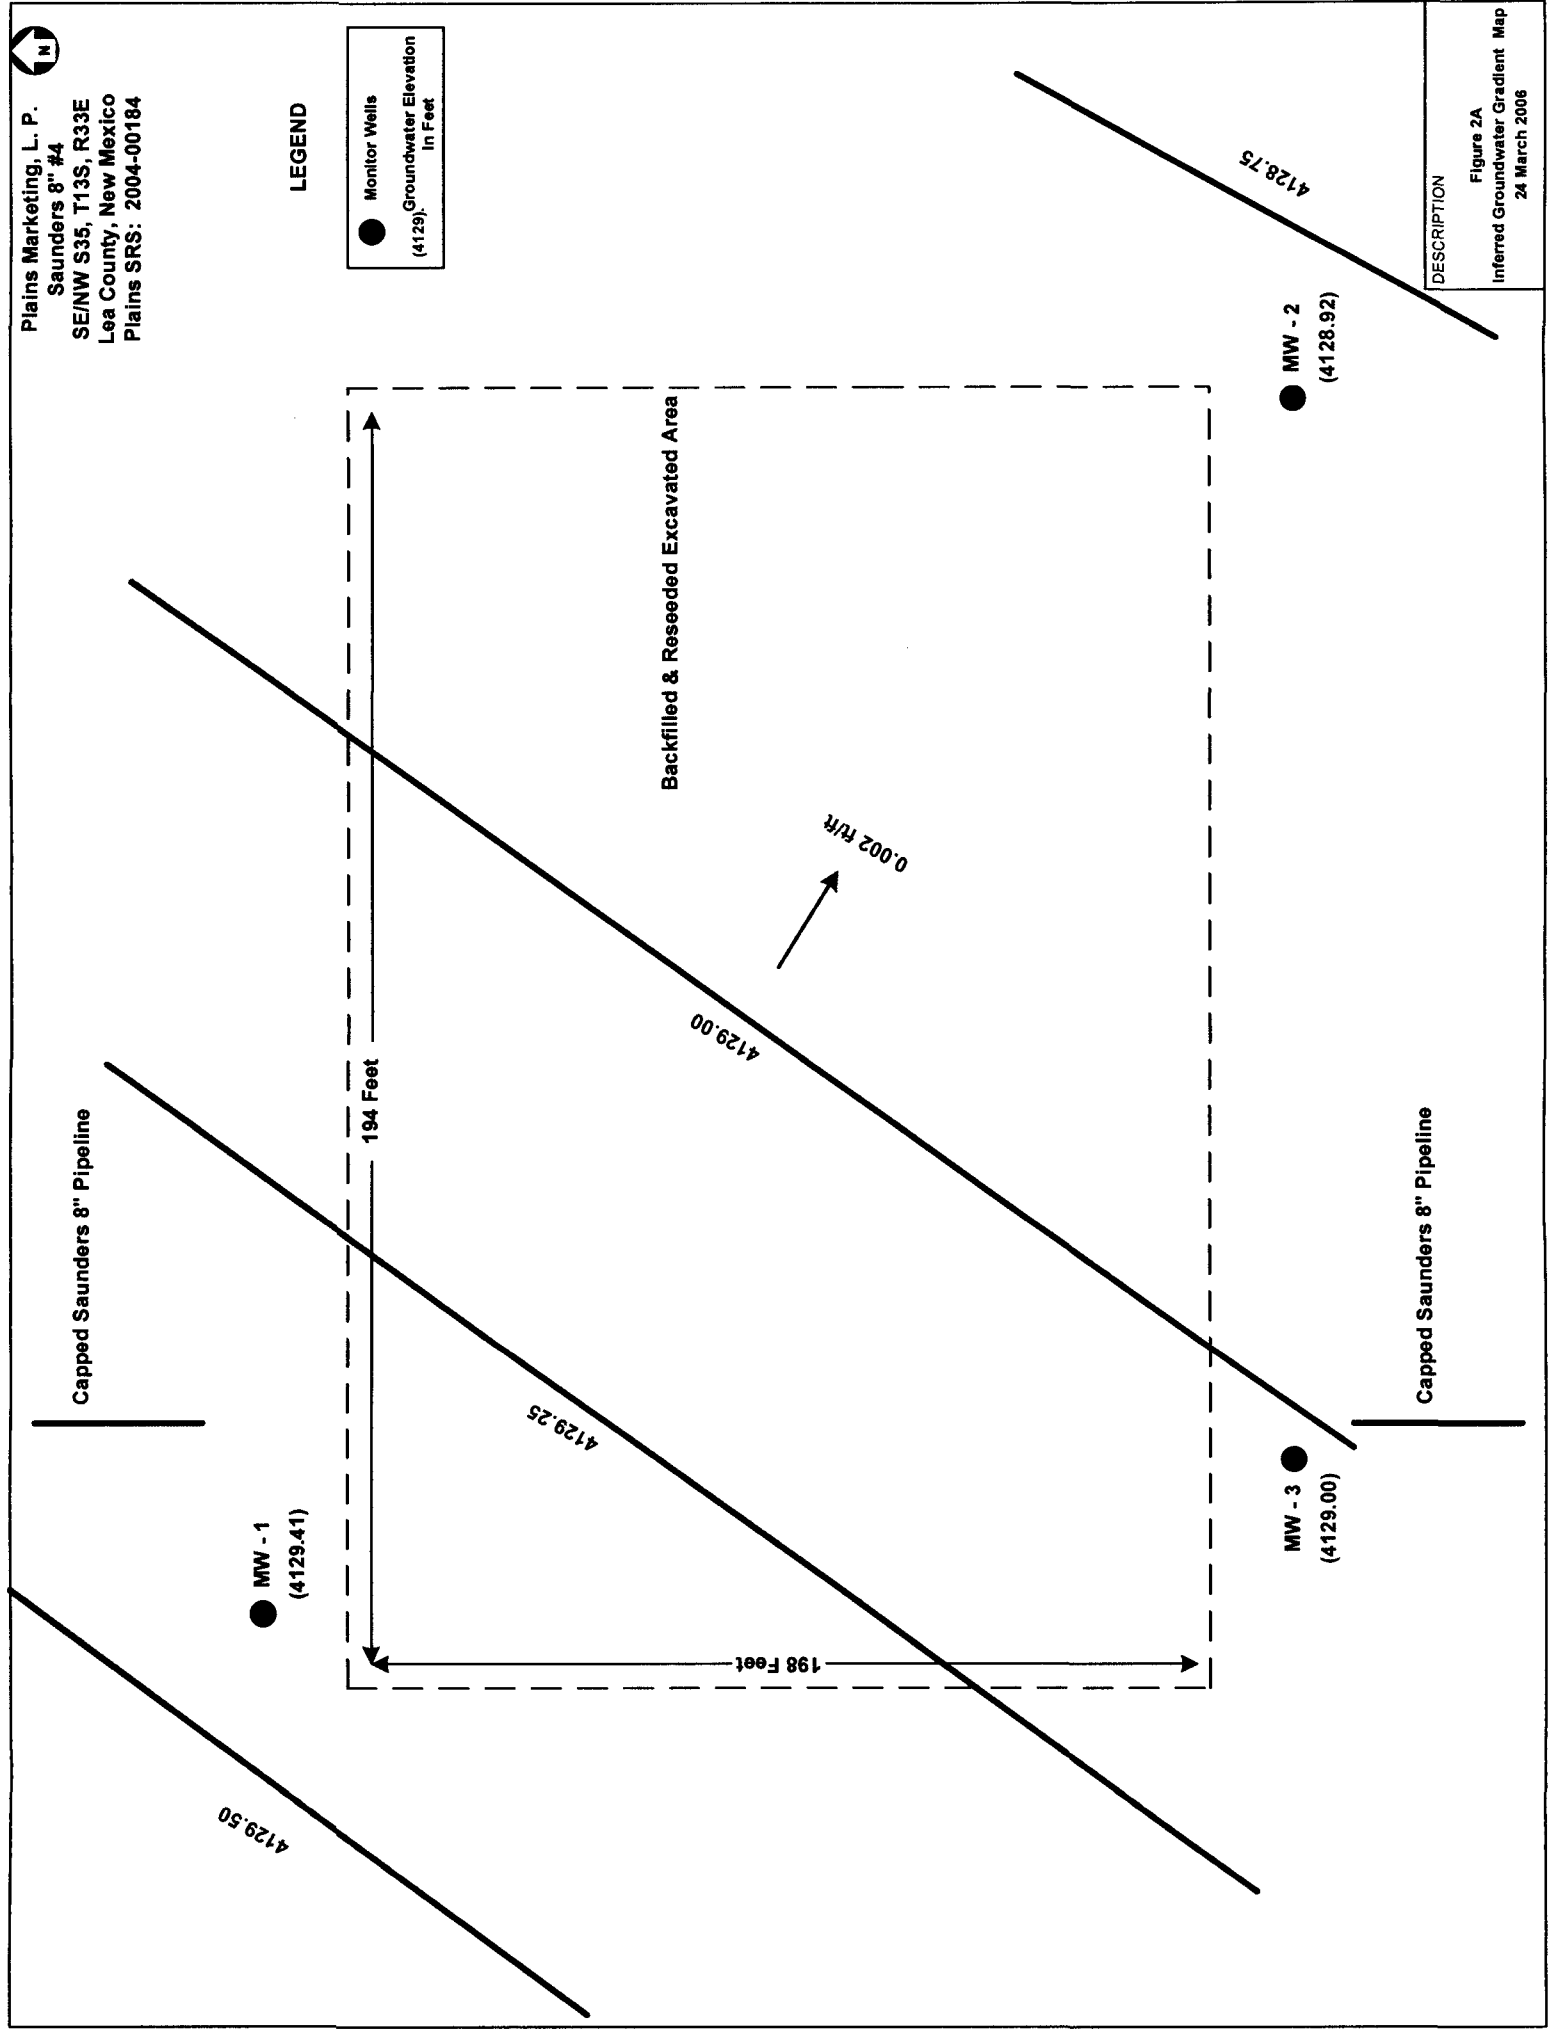 Plains Marketing, L. P.
Saunders 8" #4
SE/NW S35, T13S, R33E
Lea County, New Mexico
Plains SRS: 2004-00184
N
LEGEND
Monitor Wells
(4129).
Groundwater Elevation
In Feet
Capped Saunders 8" Pipeline
MW - 1
(4129.41)
4129.50
4129.25
194 Feet
198 Feet
4129.00
0.002 ft/ft
Backfilled & Reseeded Excavated Area
4128.75
MW - 2
(4128.92)
MW - 3
(4129.00)
Capped Saunders 8" Pipeline
DESCRIPTION
Figure 2A
Inferred Groundwater Gradient Map
24 March 2006